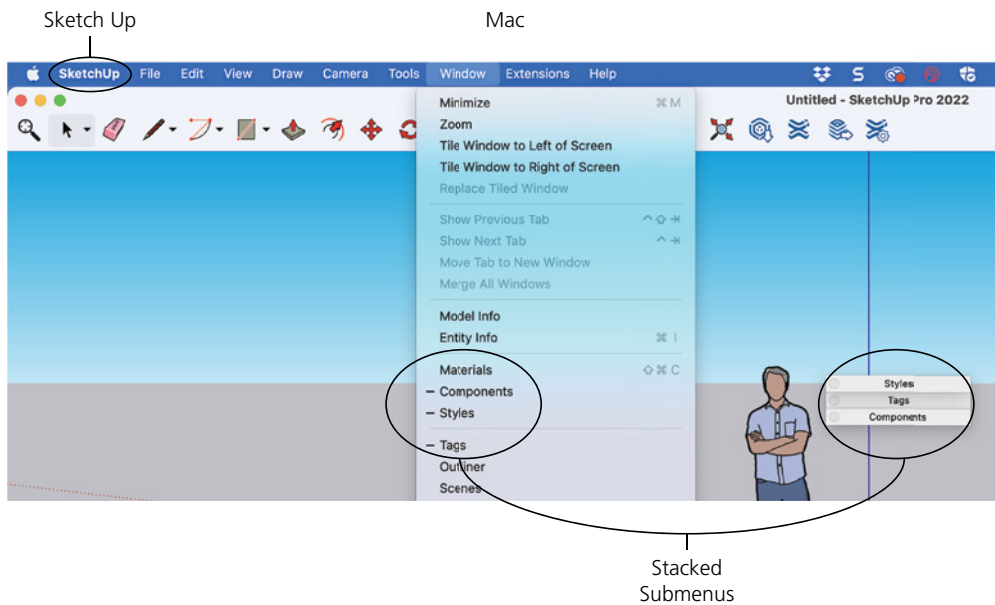 Sketch Up
Mac
SketchUp File Edit View Draw Camera Tools Window Extensions Help
Untitled - SketchUp Pro 2022
Minimize ⌘ M
Zoom
Tile Window to Left of Screen
Tile Window to Right of Screen
Replace Tiled Window
Show Previous Tab ^⇧⇥
Show Next Tab ^⇥
Move Tab to New Window
Merge All Windows
Model Info
Entity Info ⌘ I
Materials ⇧⌘ C
– Components
– Styles
– Tags
Outliner
Scenes
Styles
Tags
Components
Stacked
Submenus